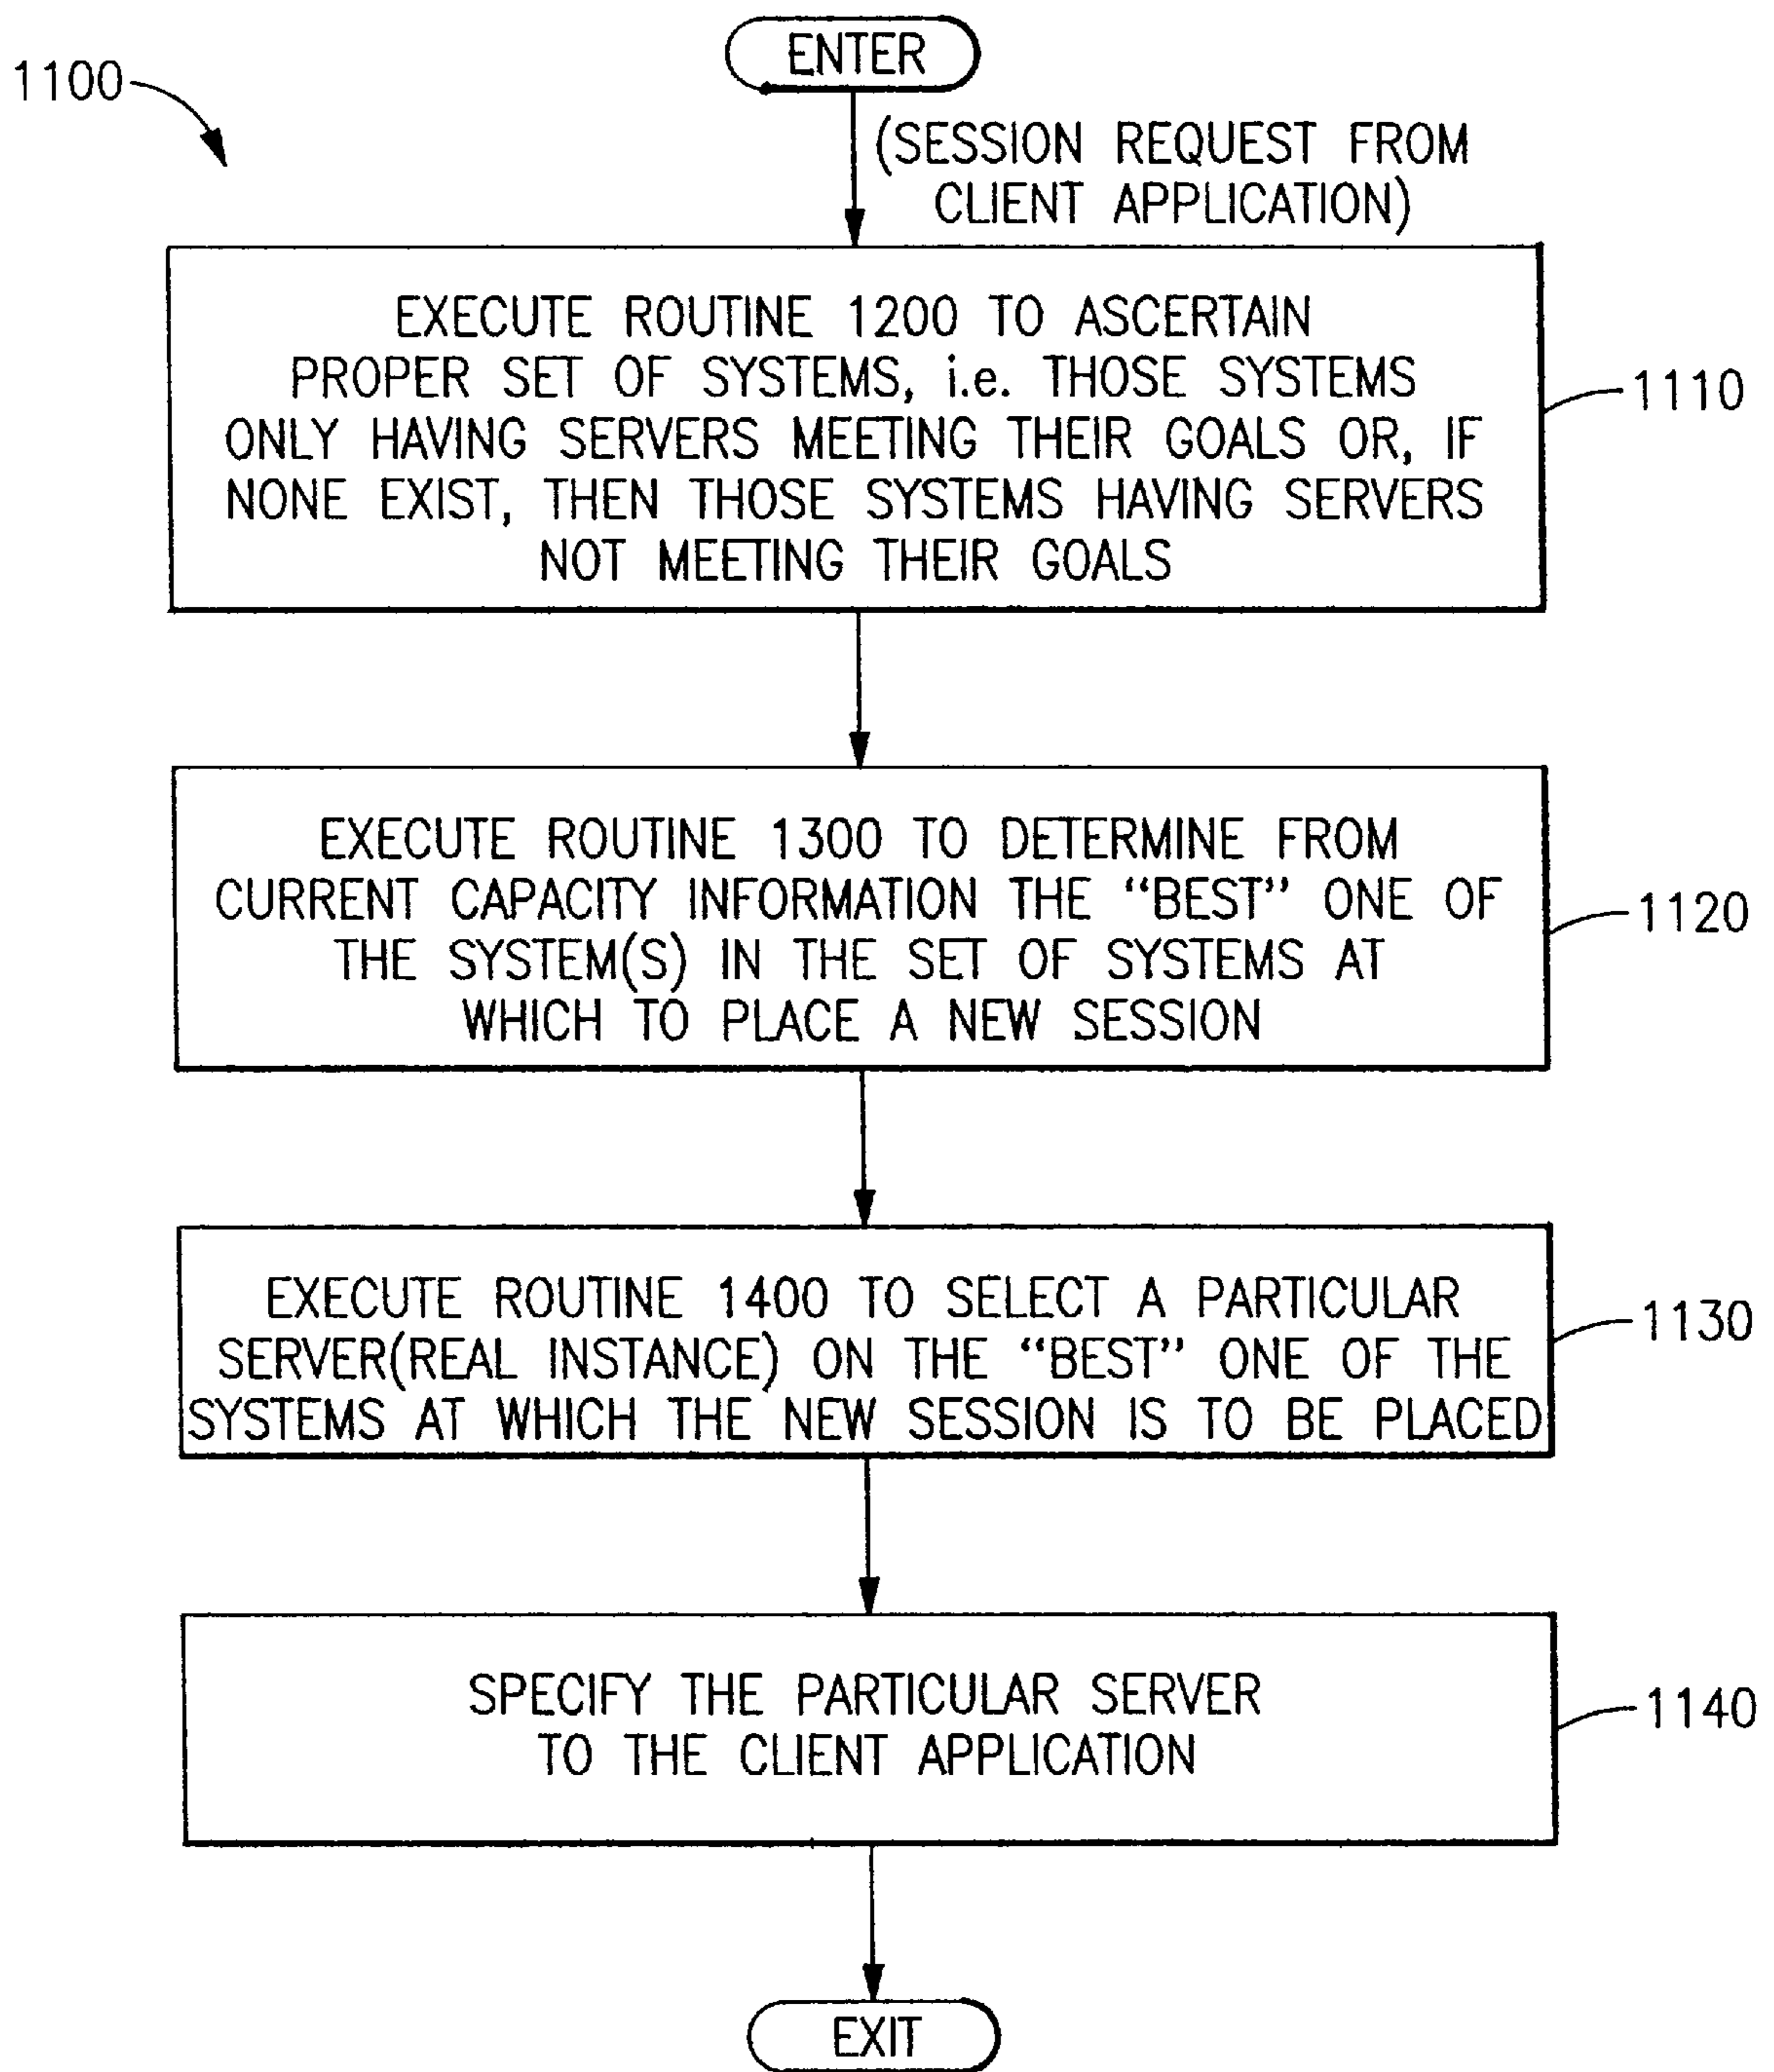 ENTER
1100
(SESSION REQUEST FROM
CLIENT APPLICATION)
EXECUTE ROUTINE 1200 TO ASCERTAIN
PROPER SET OF SYSTEMS, i.e. THOSE SYSTEMS
ONLY HAVING SERVERS MEETING THEIR GOALS OR, IF
NONE EXIST, THEN THOSE SYSTEMS HAVING SERVERS
NOT MEETING THEIR GOALS
1110
EXECUTE ROUTINE 1300 TO DETERMINE FROM
CURRENT CAPACITY INFORMATION THE “BEST” ONE OF
THE SYSTEM(S) IN THE SET OF SYSTEMS AT
WHICH TO PLACE A NEW SESSION
1120
EXECUTE ROUTINE 1400 TO SELECT A PARTICULAR
SERVER(REAL INSTANCE) ON THE “BEST” ONE OF THE
SYSTEMS AT WHICH THE NEW SESSION IS TO BE PLACED
1130
SPECIFY THE PARTICULAR SERVER
TO THE CLIENT APPLICATION
1140
EXIT